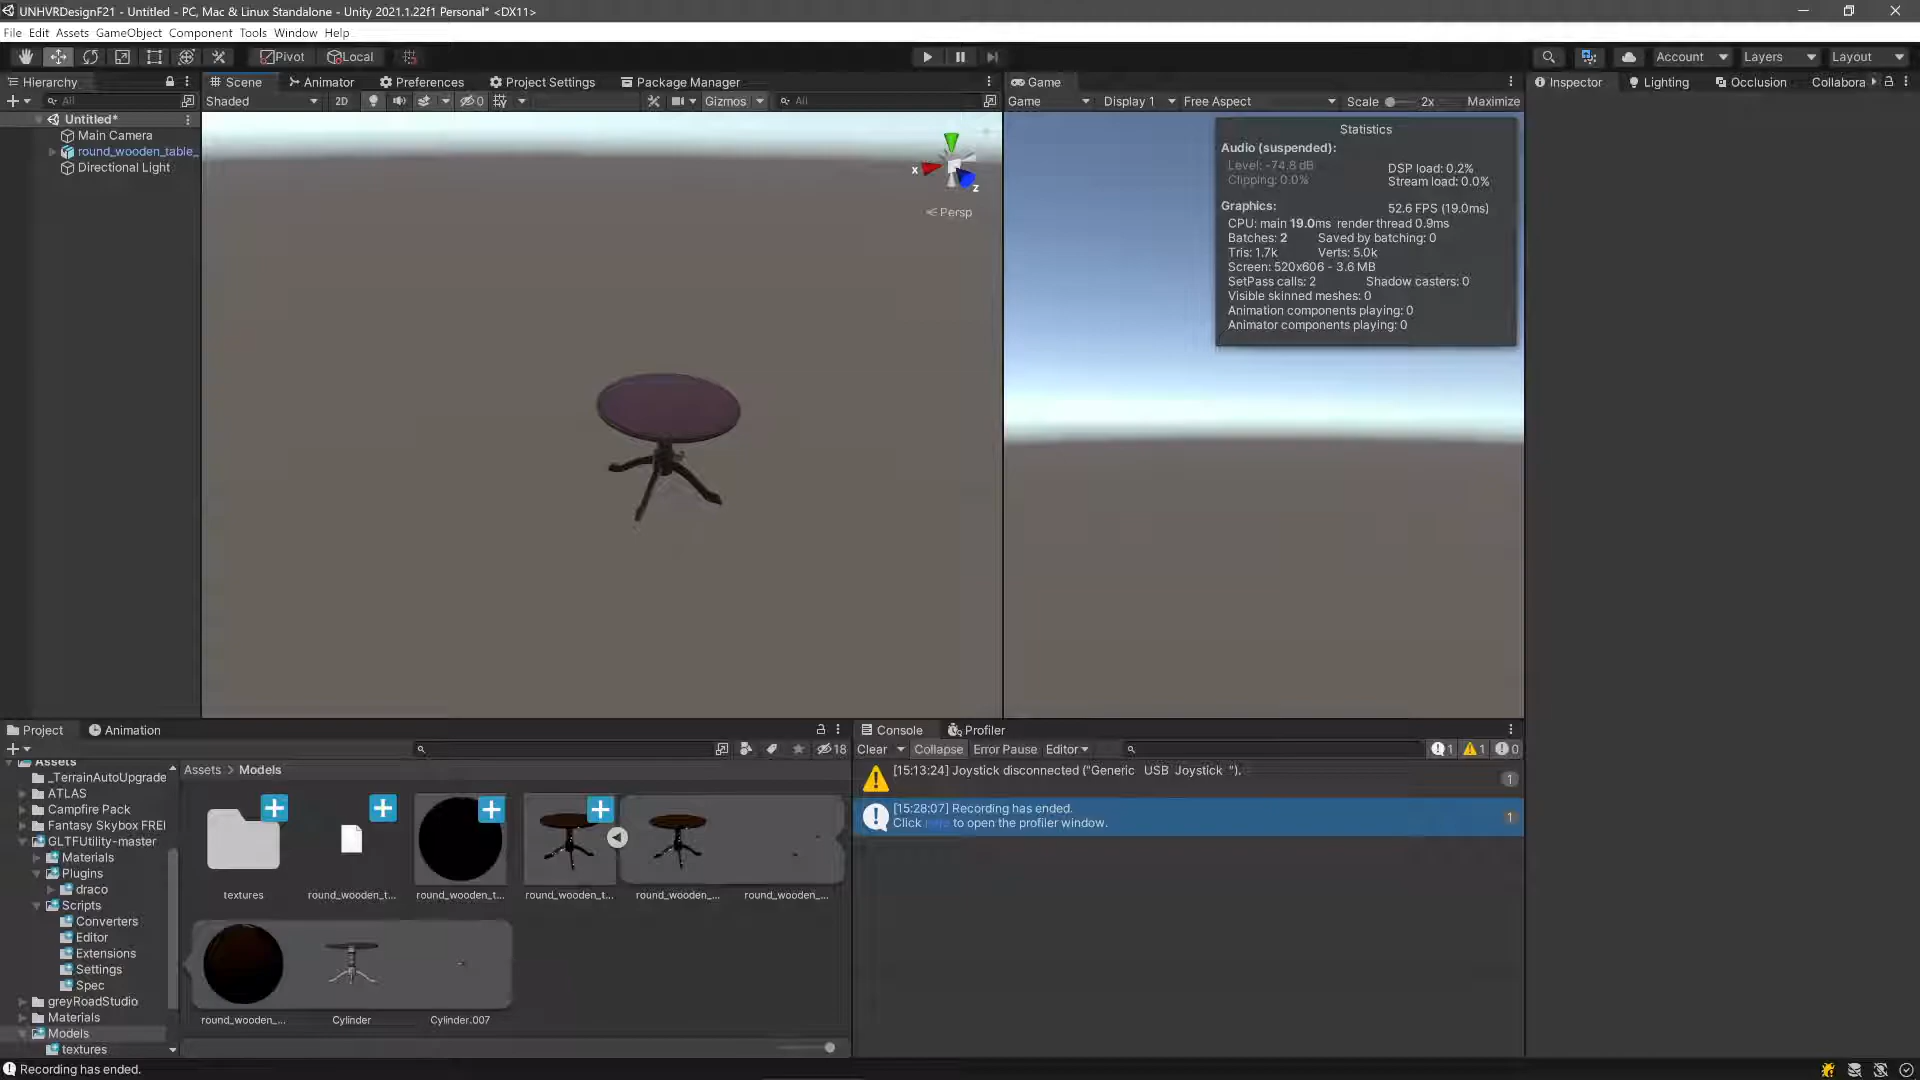 UNHVRDesignF21 - Untitled - PC, Mac & Linux Standalone - Unity 2021.1.22f1 Personal* <DX11>
File Edit Assets GameObject Component Tools Window Help
Pivot Local Account Layers Layout
Hierarchy Scene Animator Preferences Project Settings Package Manager Game Inspector Lighting Occlusion Collabora
All Shaded 2D 0 Gizmos All Game Display 1 Free Aspect Scale 2x Maximize
Untitled*
Main Camera
round_wooden_table_
Directional Light
x
z
Persp
Statistics
Audio (suspended):
Level: -74.8 dB DSP load: 0.2%
Clipping: 0.0% Stream load: 0.0%
Graphics: 52.6 FPS (19.0ms)
CPU: main 19.0ms render thread 0.9ms
Batches: 2 Saved by batching: 0
Tris: 1.7k Verts: 5.0k
Screen: 520x606 - 3.6 MB
SetPass calls: 2 Shadow casters: 0
Visible skinned meshes: 0
Animation components playing: 0
Animator components playing: 0
Project Animation
18
Assets
_TerrainAutoUpgrade
ATLAS
Campfire Pack
Fantasy Skybox FREI
GLTFUtility-master
Materials
Plugins
draco
Scripts
Converters
Editor
Extensions
Settings
Spec
greyRoadStudio
Materials
Models
textures
Assets > Models
textures round_wooden_t... round_wooden_t... round_wooden_t... round_wooden_... round_wooden_...
round_wooden_... Cylinder Cylinder.007
Console Profiler
Clear Collapse Error Pause Editor 1 1 0
[15:13:24] Joystick disconnected ("Generic USB Joystick ").
1
[15:28:07] Recording has ended.
Click here to open the profiler window.
1
Recording has ended.